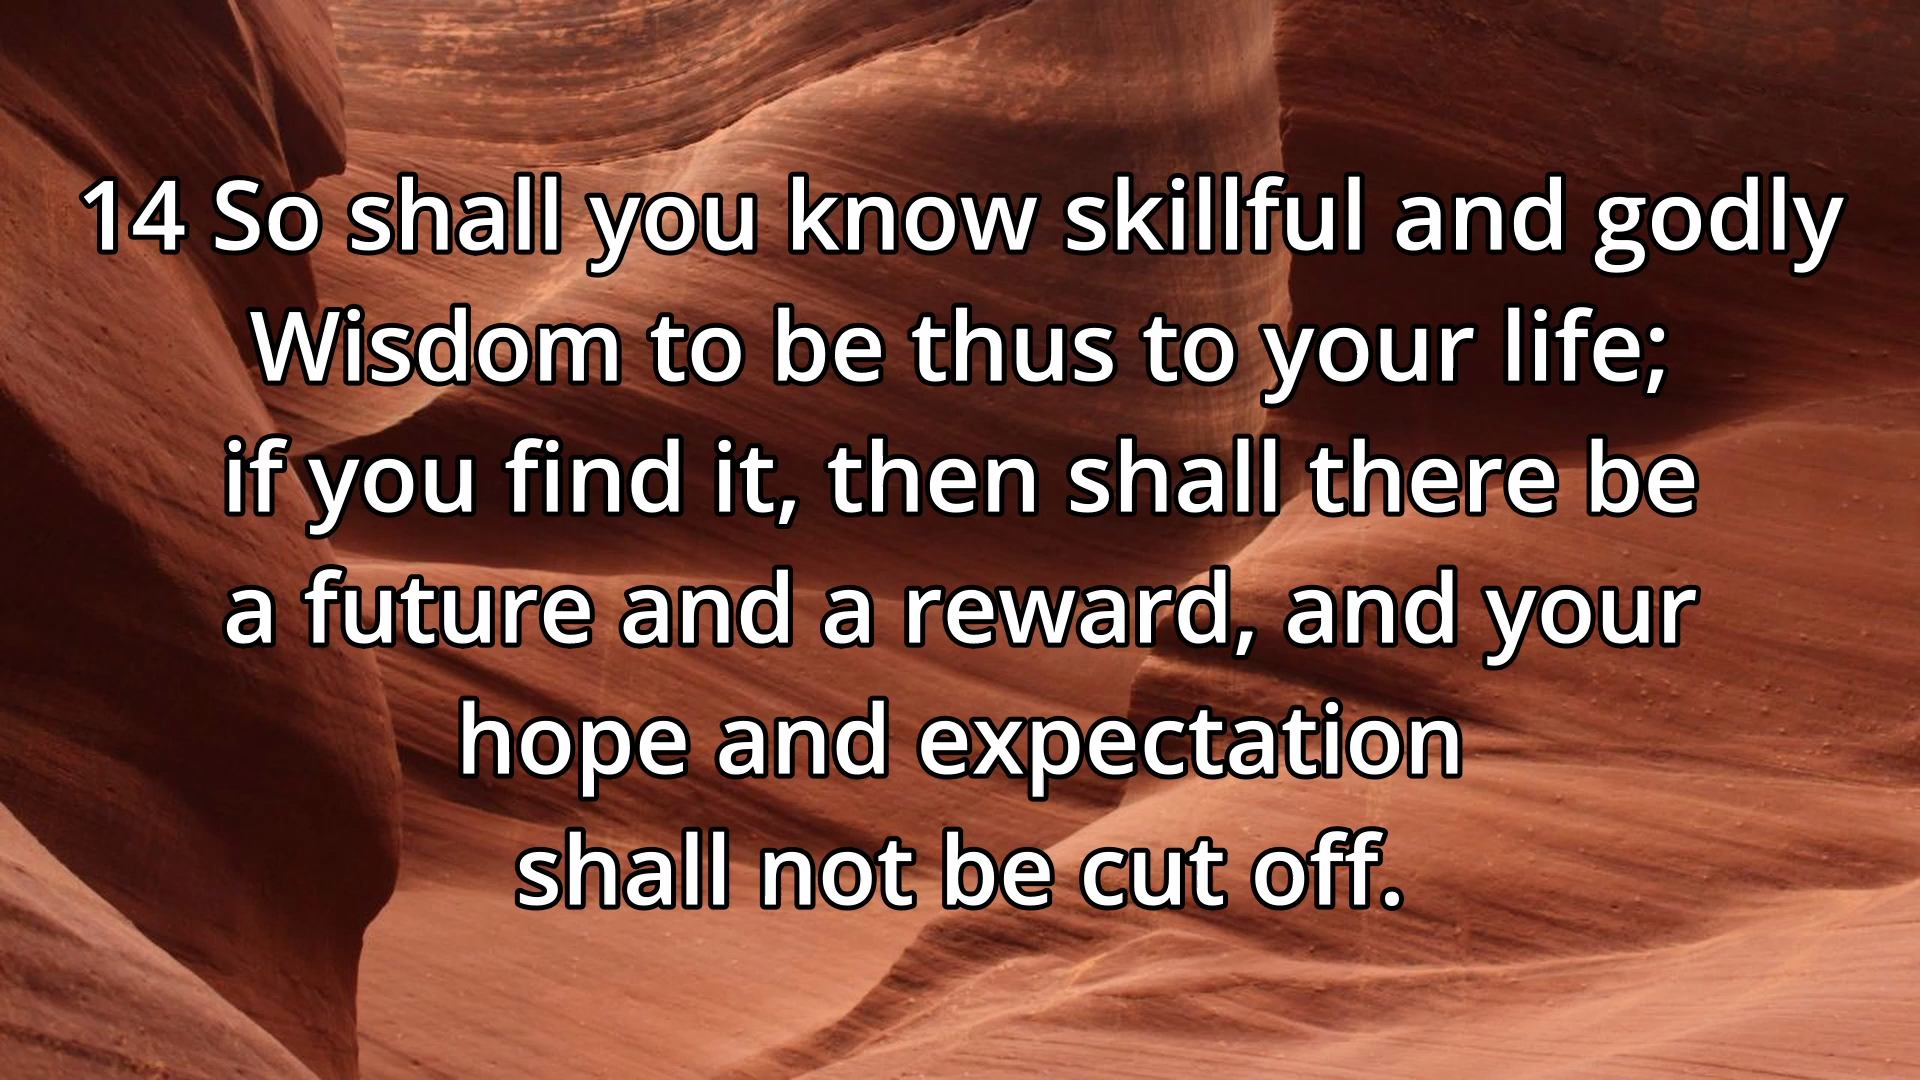 14 So shall you know skillful and godly
Wisdom to be thus to your life;
if you find it, then shall there be
a future and a reward, and your
hope and expectation
shall not be cut off.